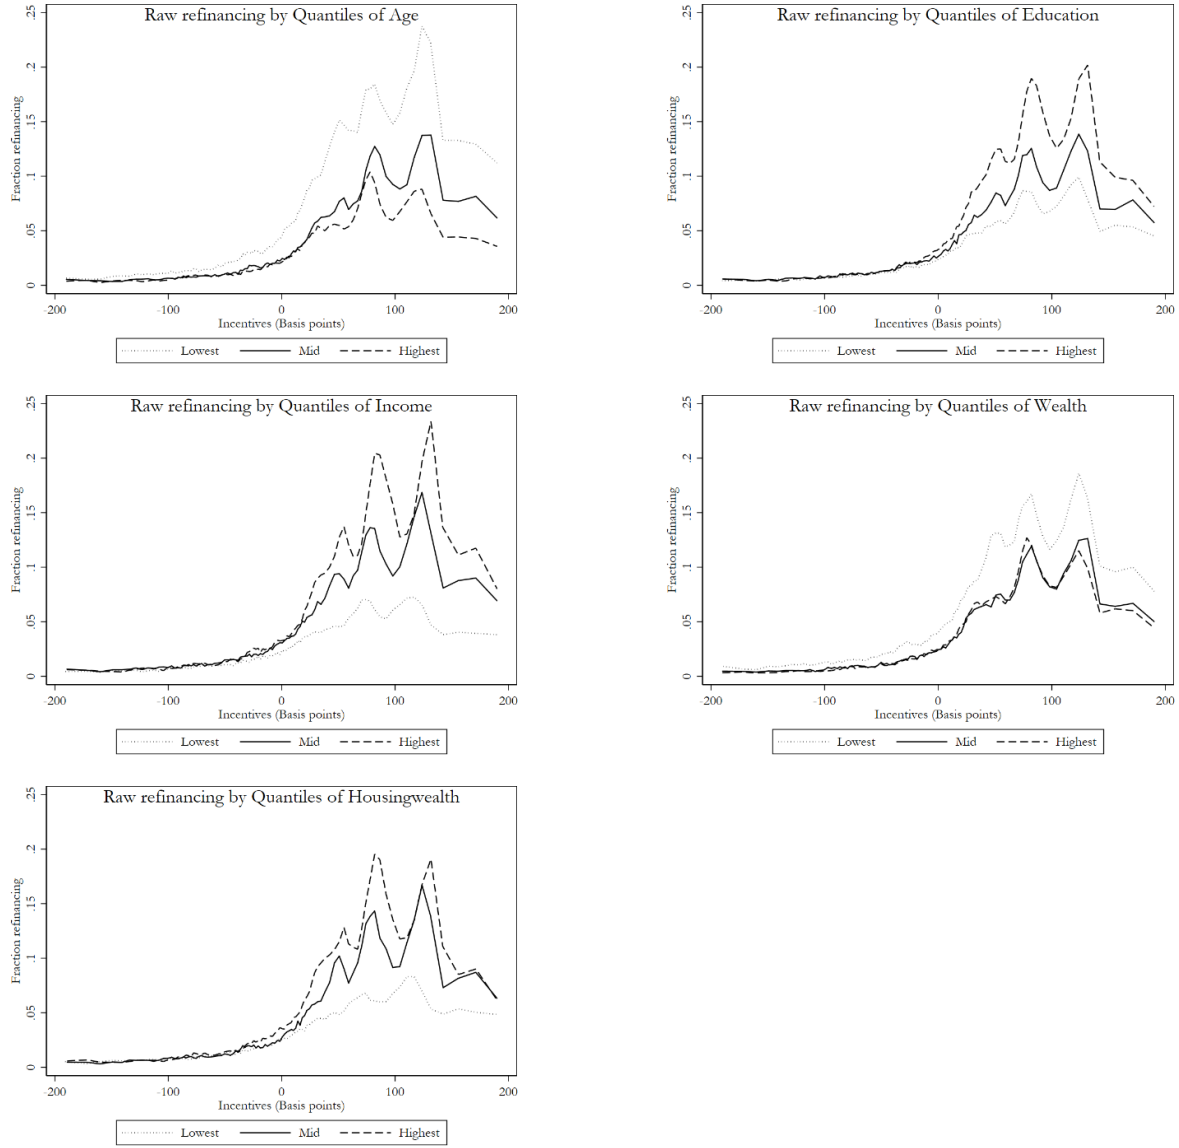 Raw refinancing by Quantiles of Age
Fraction refinancing
.25
.2
.15
.1
.05
0
-200 -100 0 100 200
Incentives (Basis points)
Lowest Mid Highest
Raw refinancing by Quantiles of Education
Fraction refinancing
.25
.2
.15
.1
.05
0
-200 -100 0 100 200
Incentives (Basis points)
Lowest Mid Highest
Raw refinancing by Quantiles of Income
Fraction refinancing
.25
.2
.15
.1
.05
0
-200 -100 0 100 200
Incentives (Basis points)
Lowest Mid Highest
Raw refinancing by Quantiles of Wealth
Fraction refinancing
.25
.2
.15
.1
.05
0
-200 -100 0 100 200
Incentives (Basis points)
Lowest Mid Highest
Raw refinancing by Quantiles of Housingwealth
Fraction refinancing
.25
.2
.15
.1
.05
0
-200 -100 0 100 200
Incentives (Basis points)
Lowest Mid Highest